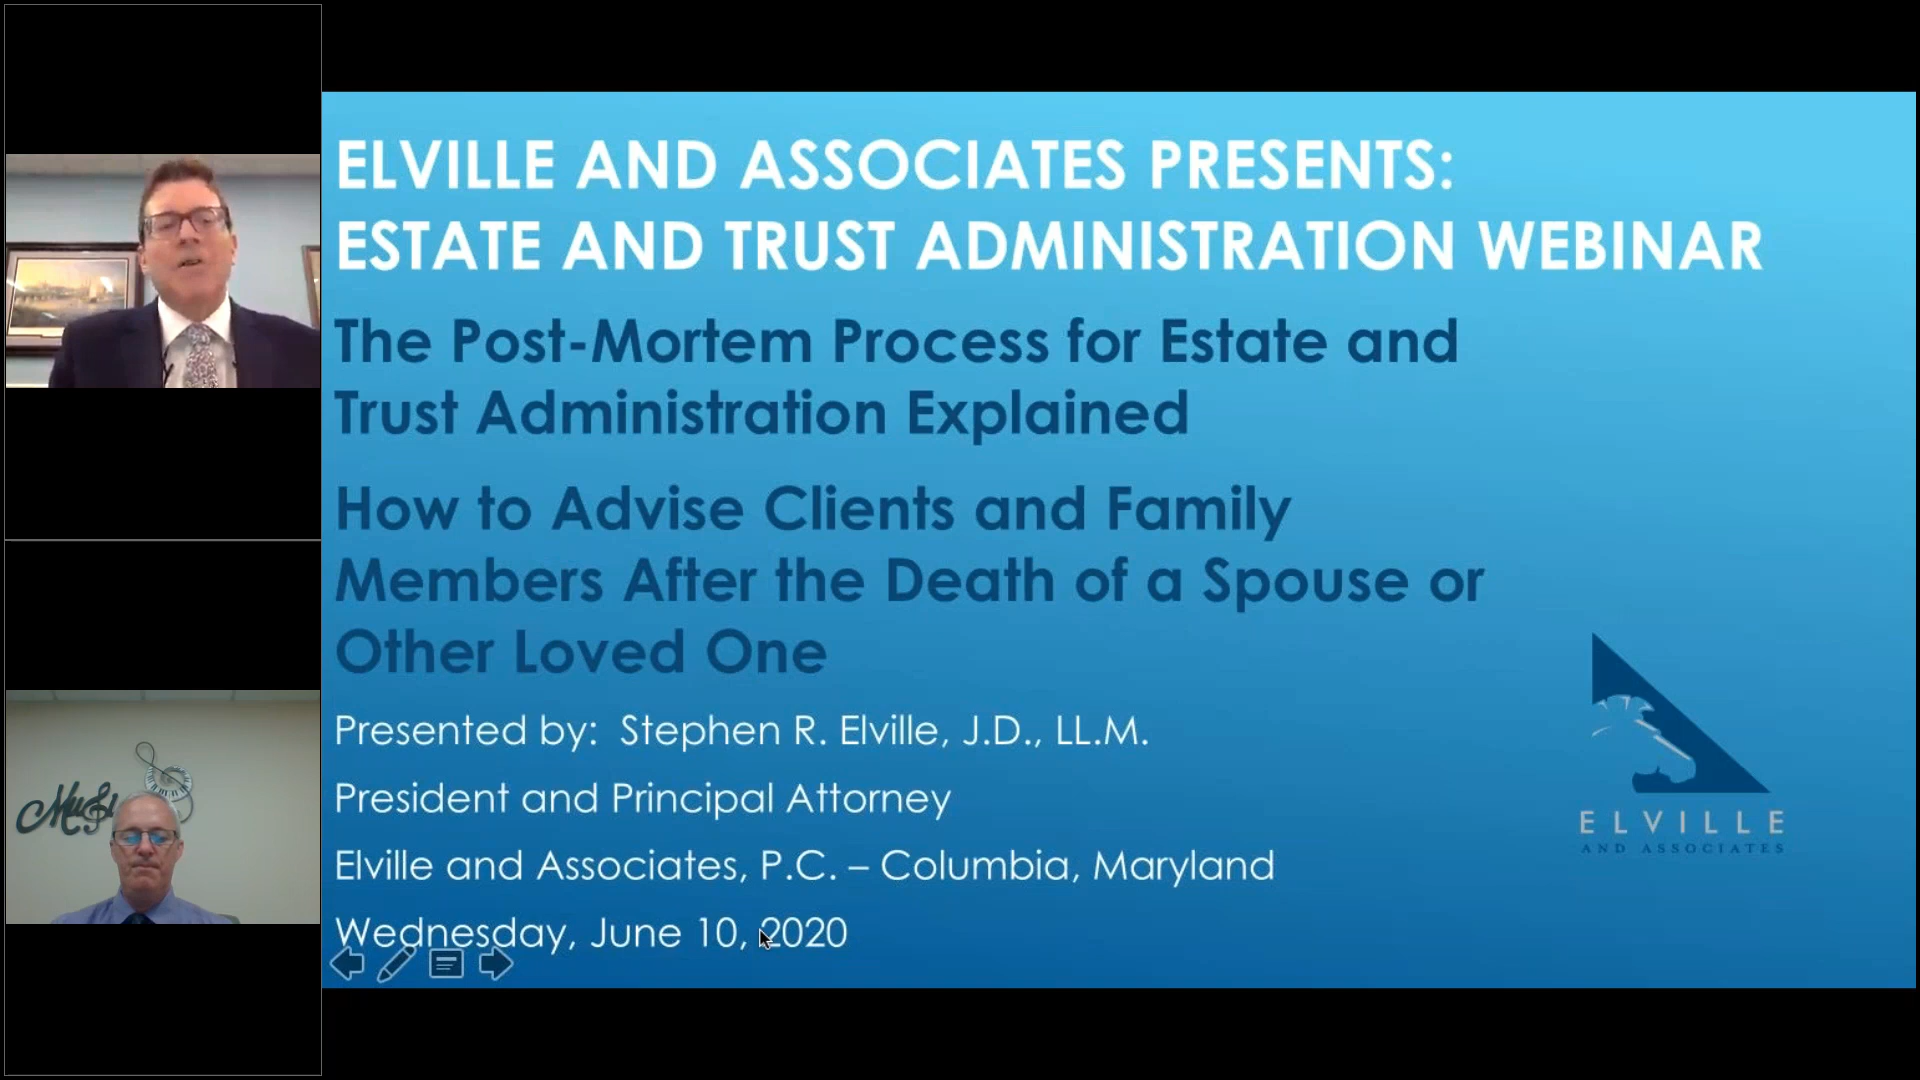 ELVILLE AND ASSOCIATES PRESENTS:
ESTATE AND TRUST ADMINISTRATION WEBINAR
The Post-Mortem Process for Estate and
Trust Administration Explained
How to Advise Clients and Family
Members After the Death of a Spouse or
Other Loved One
Presented by: Stephen R. Elville, J.D., LL.M.
President and Principal Attorney
Elville and Associates, P.C. – Columbia, Maryland
Wednesday, June 10, 2020
ELVILLE
AND ASSOCIATES